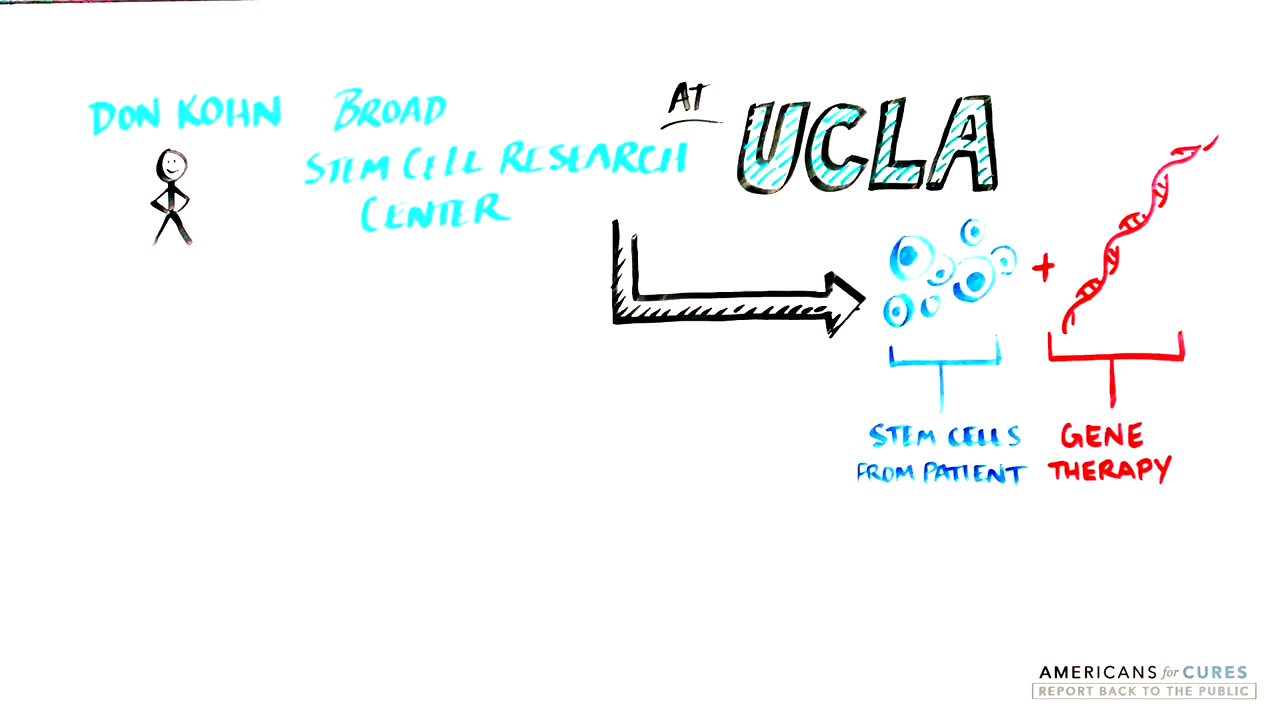 DON KOHN
BROAD
STEM CELL RESEARCH
CENTER
AT
UCLA
+
STEM CELLS
FROM PATIENT
GENE
THERAPY
AMERICANS for CURES
REPORT BACK TO THE PUBLIC